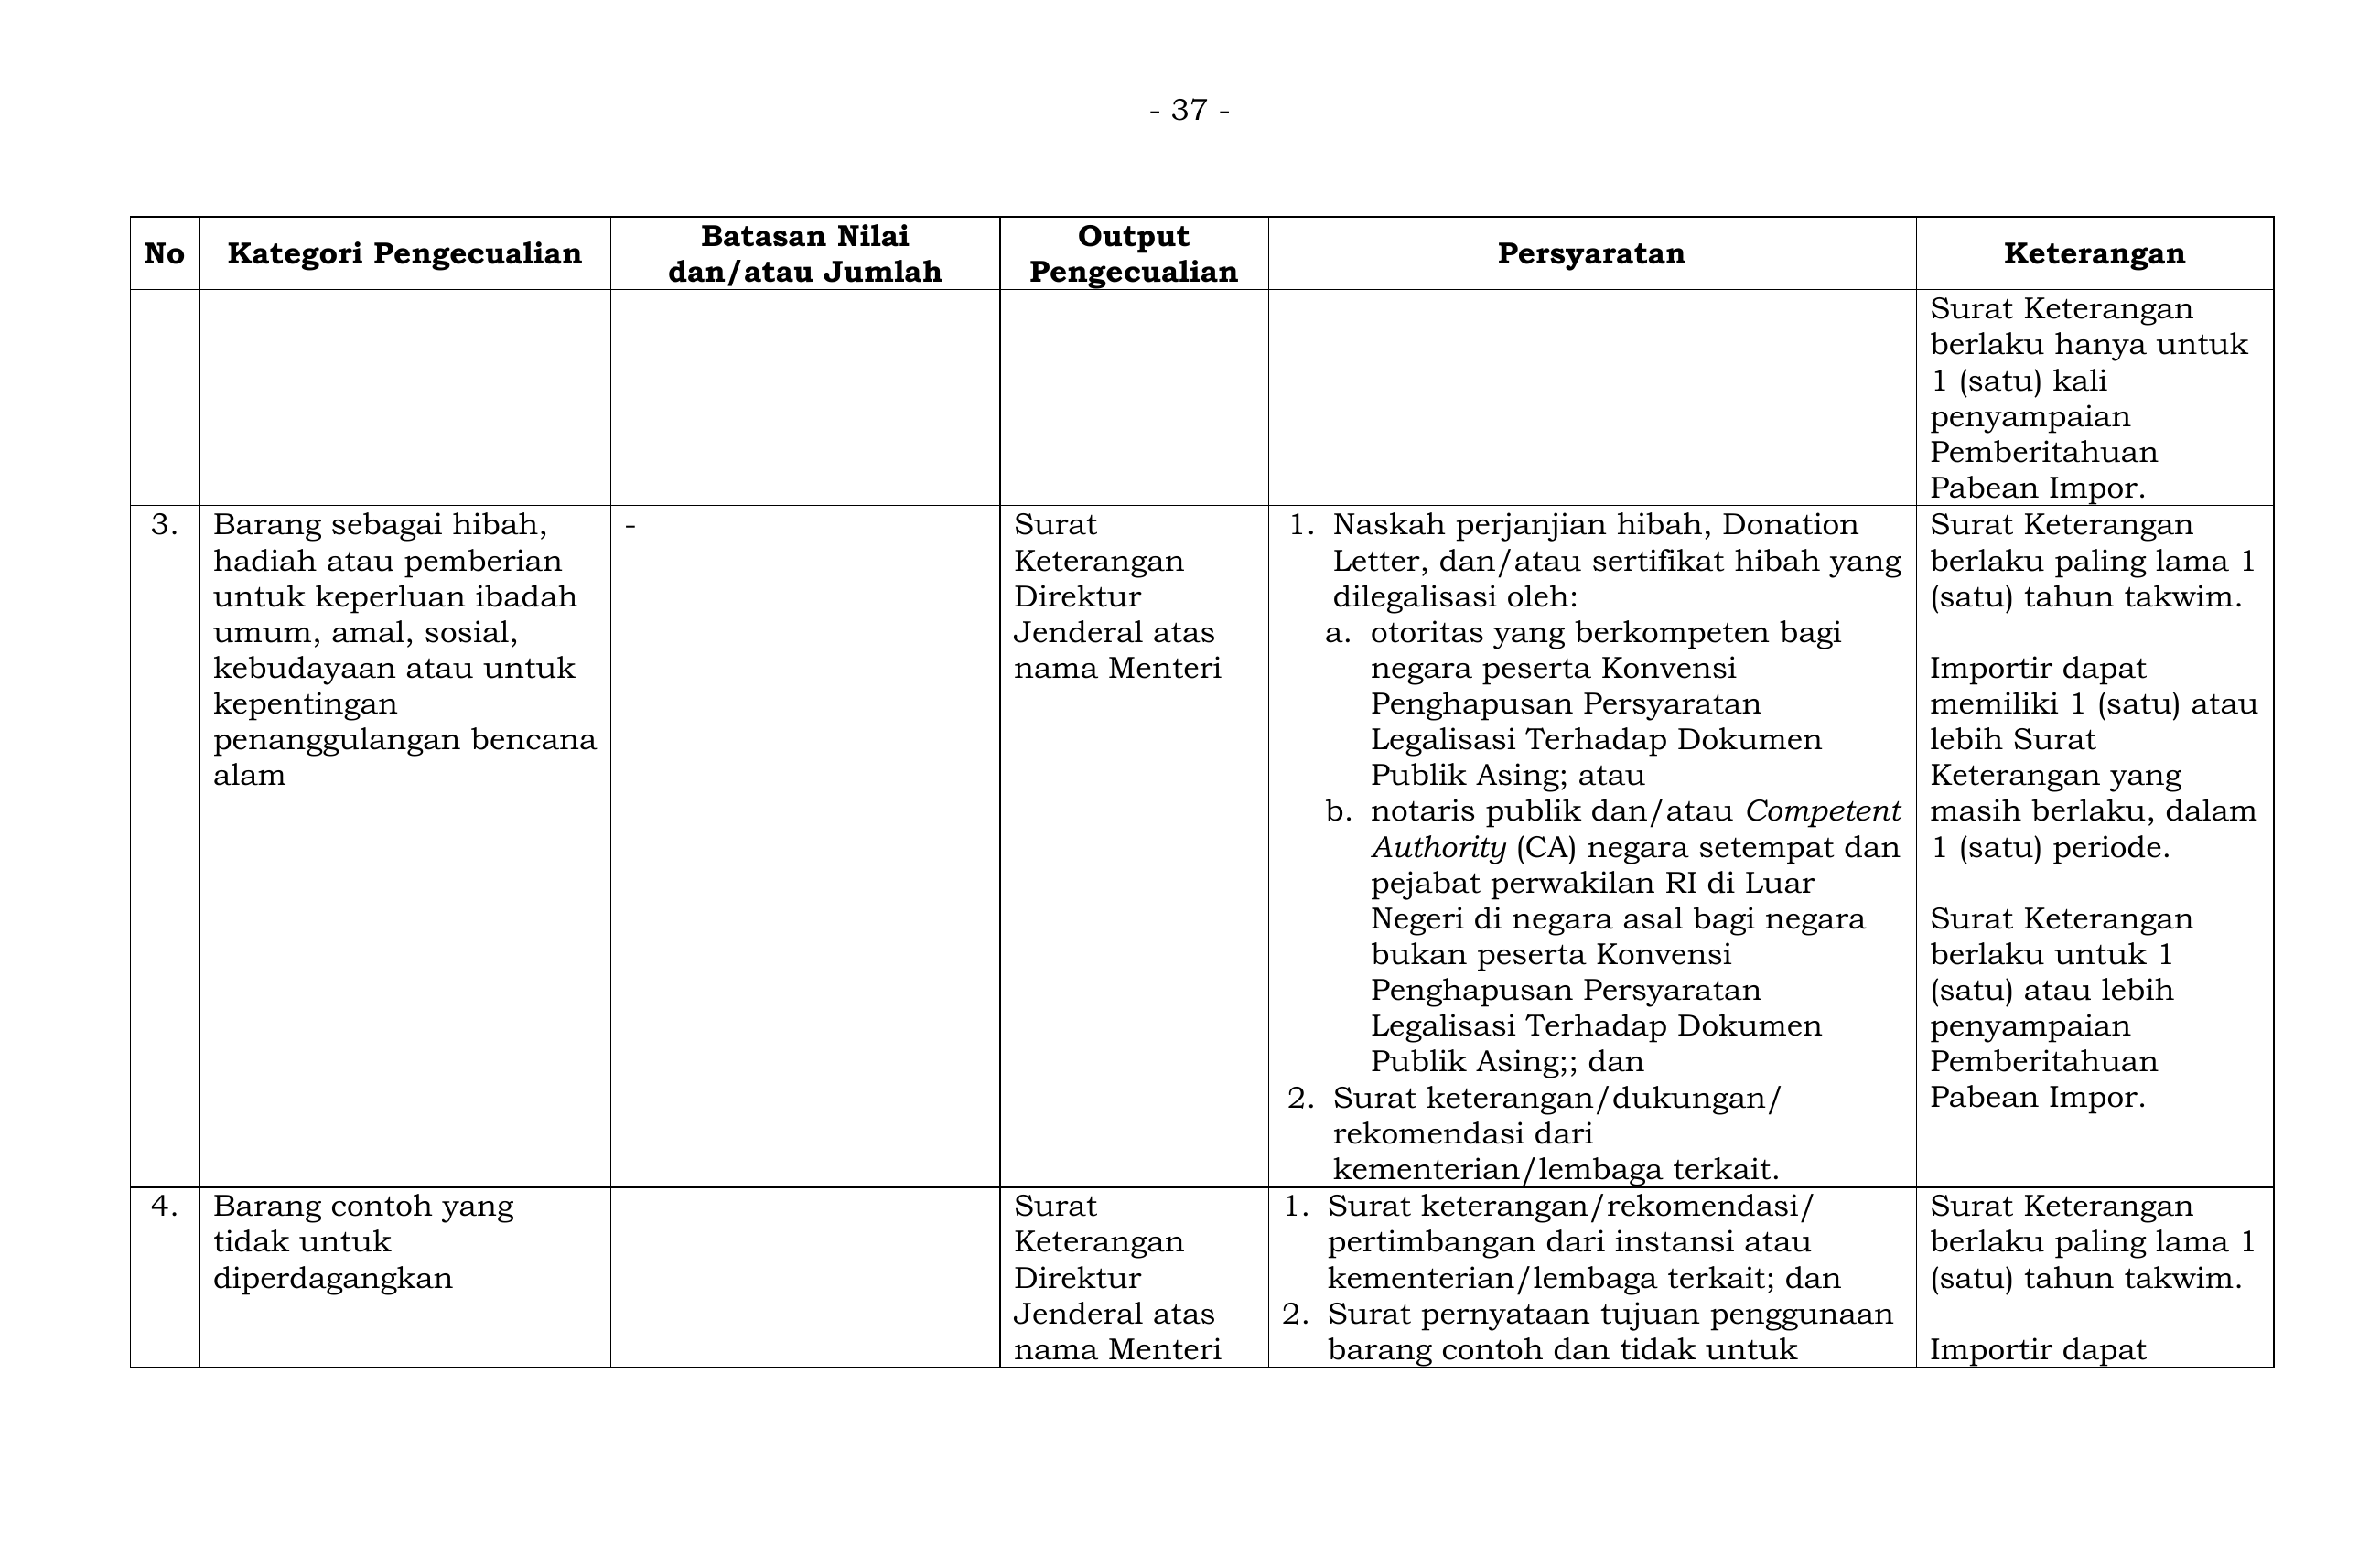 - 37 -
No
Kategori Pengecualian
Batasan Nilai
dan/atau Jumlah
Output
Pengecualian
Persyaratan
Keterangan
Surat Keterangan
berlaku hanya untuk
1 (satu) kali
penyampaian
Pemberitahuan
Pabean Impor.
3.
Barang sebagai hibah,
hadiah atau pemberian
untuk keperluan ibadah
umum, amal, sosial,
kebudayaan atau untuk
kepentingan
penanggulangan bencana
alam
-
Surat
Keterangan
Direktur
Jenderal atas
nama Menteri
1. Naskah perjanjian hibah, Donation
Letter, dan/atau sertifikat hibah yang
dilegalisasi oleh:
a. otoritas yang berkompeten bagi
negara peserta Konvensi
Penghapusan Persyaratan
Legalisasi Terhadap Dokumen
Publik Asing; atau
b. notaris publik dan/atau Competent
Authority (CA) negara setempat dan
pejabat perwakilan RI di Luar
Negeri di negara asal bagi negara
bukan peserta Konvensi
Penghapusan Persyaratan
Legalisasi Terhadap Dokumen
Publik Asing;; dan
2. Surat keterangan/dukungan/
rekomendasi dari
kementerian/lembaga terkait.
Surat Keterangan
berlaku paling lama 1
(satu) tahun takwim.
Importir dapat
memiliki 1 (satu) atau
lebih Surat
Keterangan yang
masih berlaku, dalam
1 (satu) periode.
Surat Keterangan
berlaku untuk 1
(satu) atau lebih
penyampaian
Pemberitahuan
Pabean Impor.
4.
Barang contoh yang
tidak untuk
diperdagangkan
Surat
Keterangan
Direktur
Jenderal atas
nama Menteri
1. Surat keterangan/rekomendasi/
pertimbangan dari instansi atau
kementerian/lembaga terkait; dan
2. Surat pernyataan tujuan penggunaan
barang contoh dan tidak untuk
Surat Keterangan
berlaku paling lama 1
(satu) tahun takwim.
Importir dapat